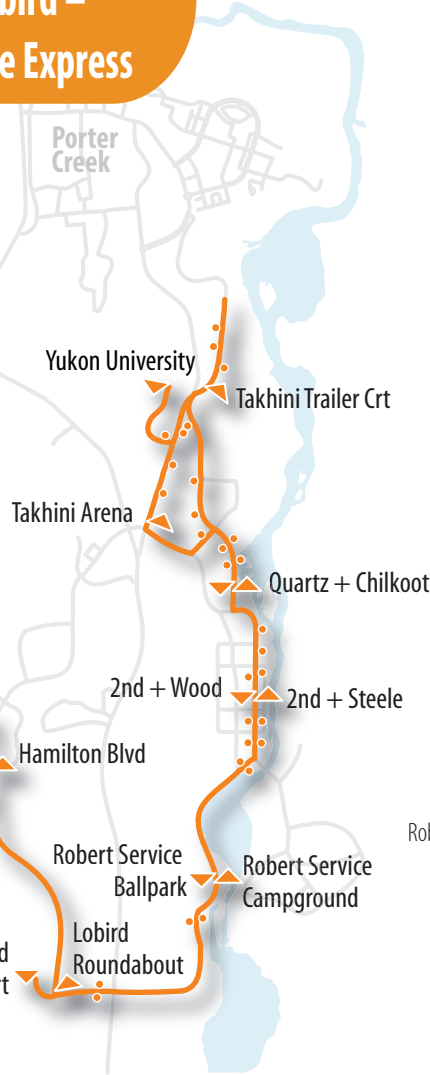 e Express
Porter
Creek
Yukon University
Takhini Trailer Crt
Takhini Arena
Quartz + Chilkoot
2nd + Wood
2nd + Steele
Hamilton Blvd
Robert Service
Ballpark
Robert Service
Campground
Lobird
Roundabout